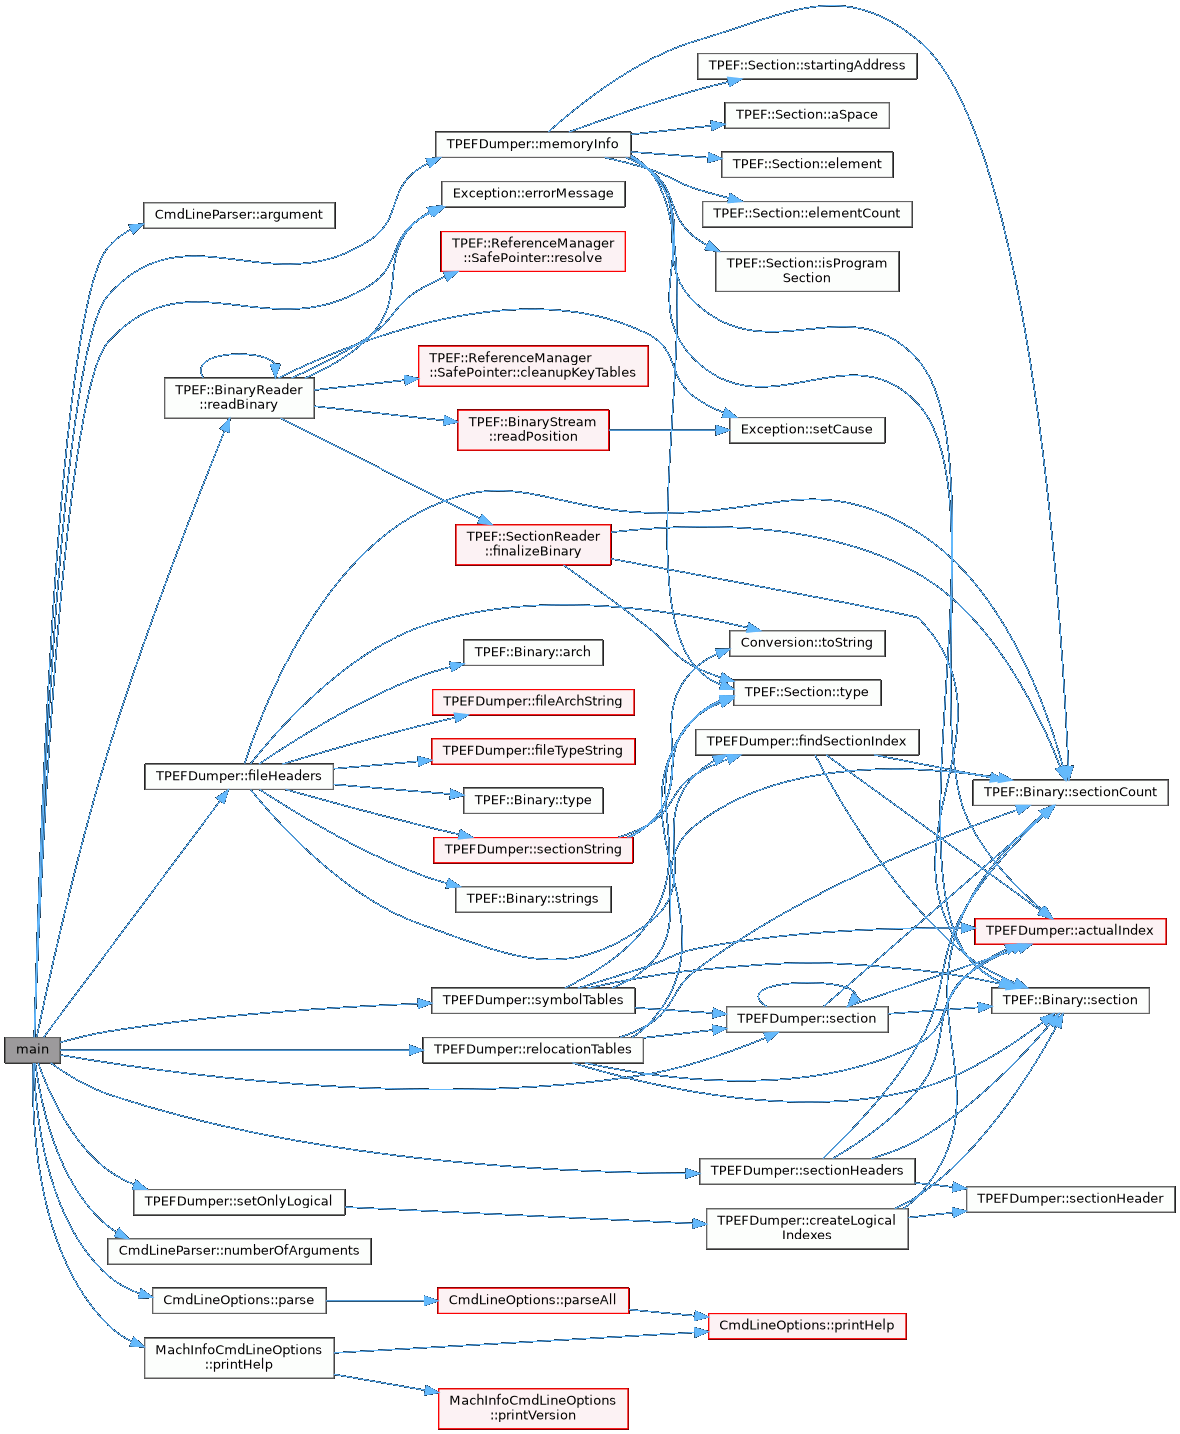 TPEF::Section::startingAddress
TPEF::Section::aSpace
TPEFDumper::memoryInfo
TPEF::Section::element
Exception::errorMessage
CmdLineParser::argument
TPEF::Section::elementCount
TPEF::ReferenceManager
::SafePointer::resolve
TPEF::Section::isProgram
Section
TPEF::ReferenceManager
::SafePointer::cleanupKeyTables
TPEF::BinaryReader
::readBinary
TPEF::BinaryStream
::readPosition
Exception::setCause
TPEF::SectionReader
::finalizeBinary
Conversion::toString
TPEF::Binary::arch
TPEF::Section::type
TPEFDumper::fileArchString
TPEFDumper::findSectionIndex
TPEFDumper::fileTypeString
TPEFDumper::fileHeaders
TPEF::Binary::sectionCount
TPEF::Binary::type
TPEFDumper::sectionString
TPEF::Binary::strings
TPEFDumper::actualIndex
TPEFDumper::symbolTables
TPEF::Binary::section
TPEFDumper::section
main
TPEFDumper::relocationTables
TPEFDumper::sectionHeaders
TPEFDumper::setOnlyLogical
TPEFDumper::sectionHeader
TPEFDumper::createLogical
Indexes
CmdLineParser::numberOfArguments
CmdLineOptions::parse
CmdLineOptions::parseAll
CmdLineOptions::printHelp
MachInfoCmdLineOptions
::printHelp
MachInfoCmdLineOptions
::printVersion